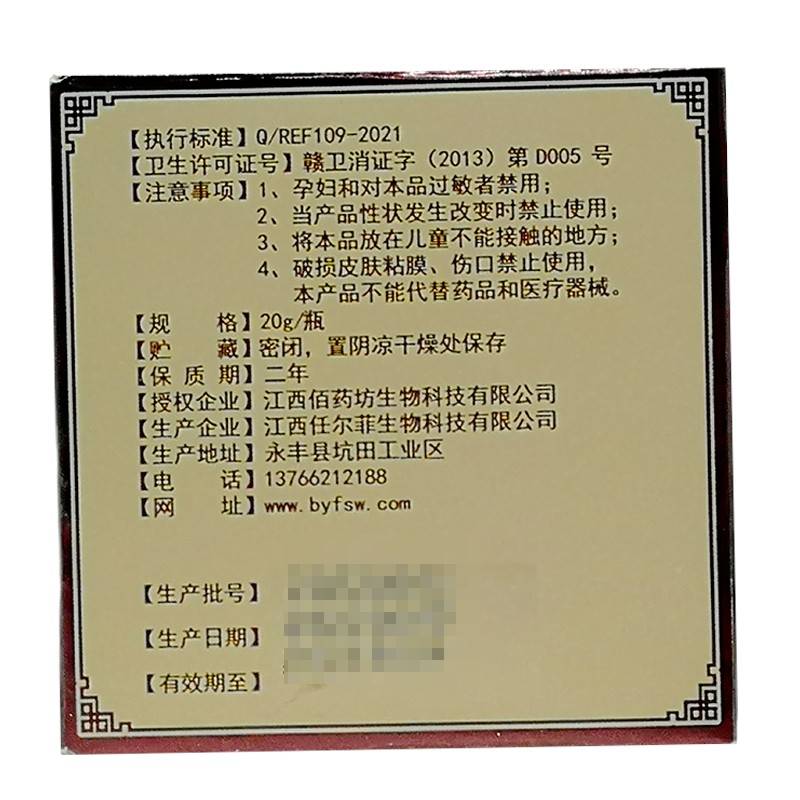 【执行标准】Q/REF109-2021
【卫生许可证号】赣卫消证字（2013）第 D005 号
【注意事项】1、孕妇和对本品过敏者禁用；
2、当产品性状发生改变时禁止使用；
3、将本品放在儿童不能接触的地方；
4、破损皮肤粘膜、伤口禁止使用，
本产品不能代替药品和医疗器械。
【规 格】20g/瓶
【贮 藏】密闭，置阴凉干燥处保存
【保 质 期】二年
【授权企业】江西佰药坊生物科技有限公司
【生产企业】江西任尔菲生物科技有限公司
【生产地址】永丰县坑田工业区
【电 话】13766212188
【网 址】www.byfsw.com
【生产批号】
【生产日期】
【有效期至】